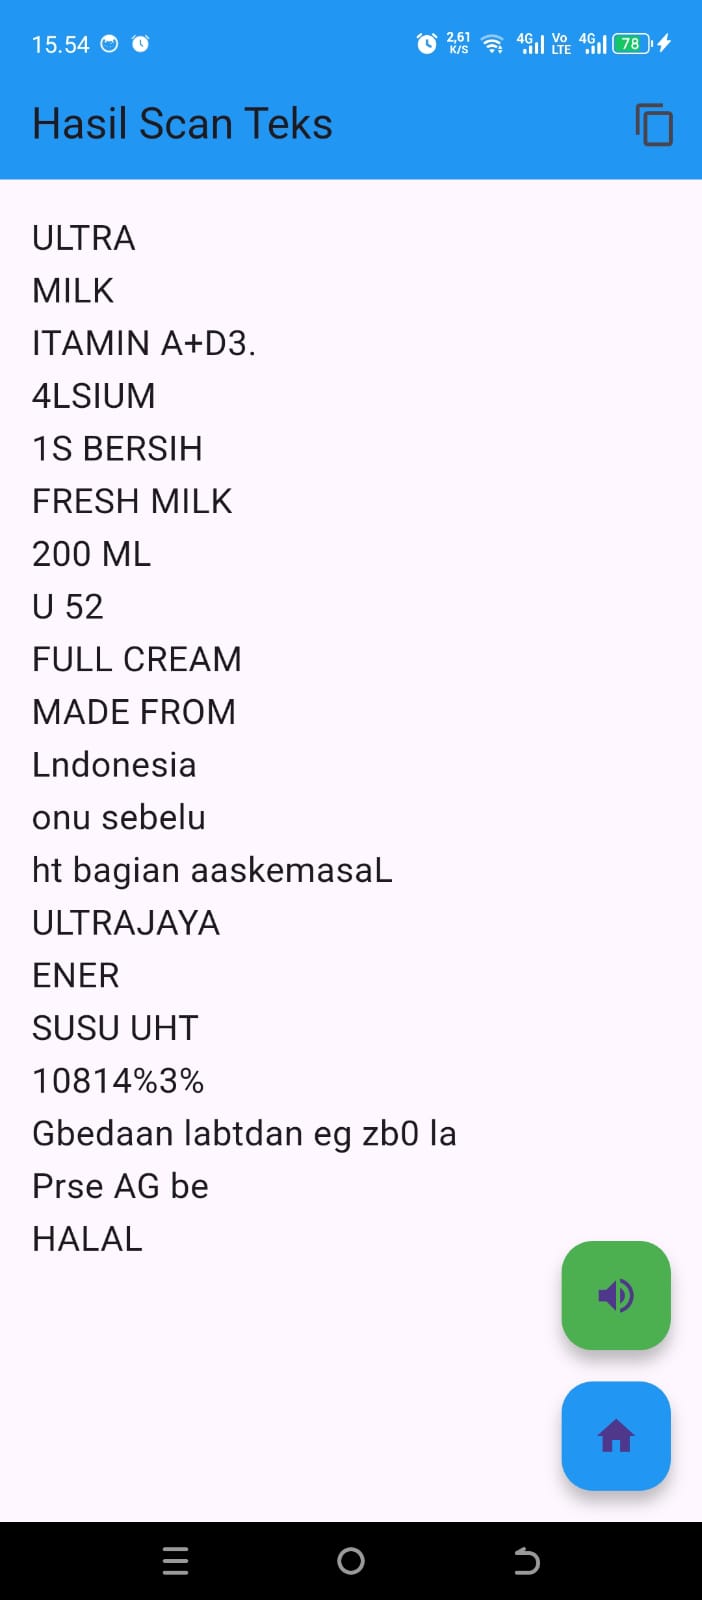 15.54
2,61 K/S
4G
Vo LTE
4G
78
Hasil Scan Teks
ULTRA
MILK
ITAMIN A+D3.
4LSIUM
1S BERSIH
FRESH MILK
200 ML
U 52
FULL CREAM
MADE FROM
Lndonesia
onu sebelu
ht bagian aaskemasaL
ULTRAJAYA
ENER
SUSU UHT
10814%3%
Gbedaan labtdan eg zb0 la
Prse AG be
HALAL